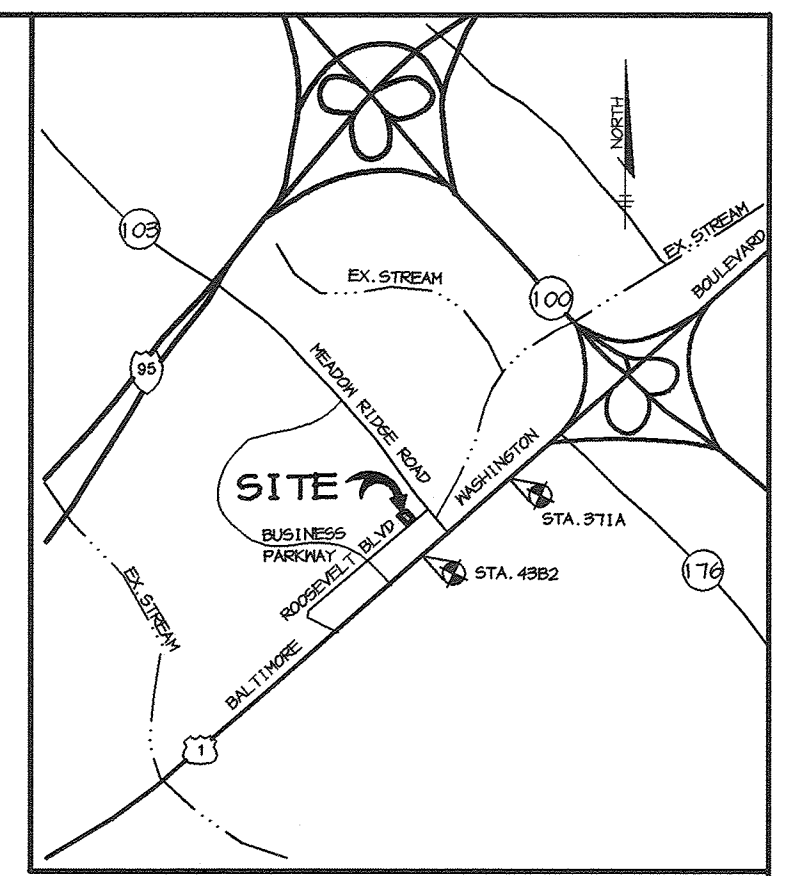 NORTH
103
EX. STREAM
EX. STREAM
BOULEVARD
100
95
MEADOW RIDGE ROAD
SITE
WASHINGTON
STA. 371A
BUSINESS
PARKWAY
ROOSEVELT BLVD
STA. 43B2
176
EX. STREAM
BALTIMORE
1